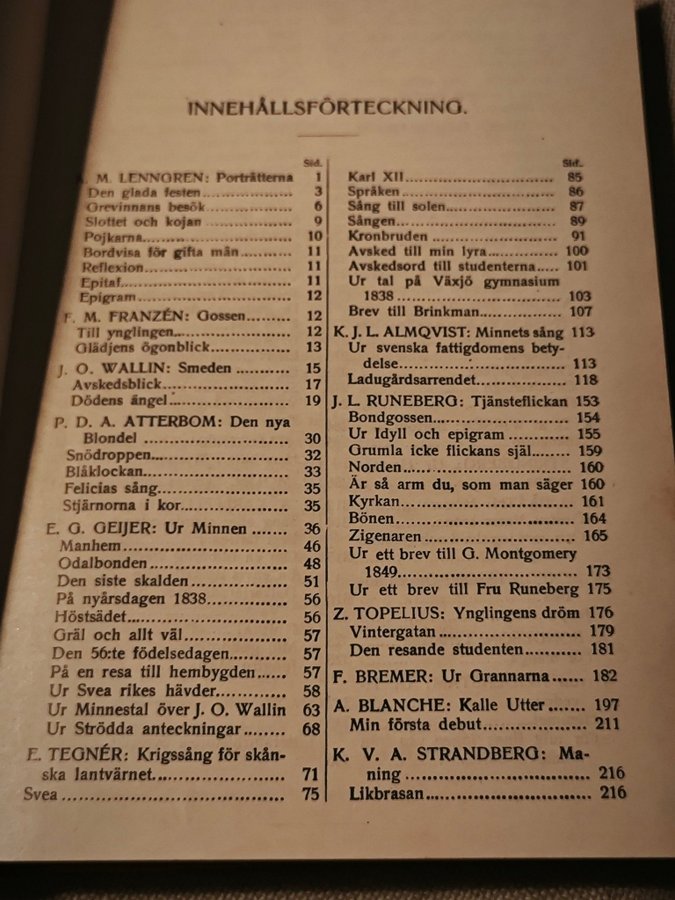 INNEHÅLLSFÖRTECKNING.
Sid.
M. LENNGREN: Porträtterna 1
Den glada festen 3
Grevinnans besök 6
Slottet och kojan 9
Pojkarna 10
Bordvisa för gifta män 11
Reflexion 11
Epitaf 11
Epigram 12
F. M. FRANZÉN: Gossen 12
Till ynglingen 12
Glädjens ögonblick 13
J. O. WALLIN: Smeden 15
Avskedsblick 17
Dödens ängel 19
P. D. A. ATTERBOM: Den nya
Blondel 30
Snödroppen 32
Blåklockan 33
Felicias sång 35
Stjärnorna i kor 35
E. G. GEIJER: Ur Minnen 36
Manhem 46
Odalbonden 48
Den siste skalden 51
På nyårsdagen 1838 56
Höstsädet 56
Gräl och allt väl 57
Den 56:te födelsedagen 57
På en resa till hembygden 57
Ur Svea rikes hävder 58
Ur Minnestal över J. O. Wallin 63
Ur Strödda anteckningar 68
E. TEGNÉR: Krigssång för skån-
ska lantvärnet 71
Svea 75
Sid.
Karl XII 85
Språken 86
Sång till solen 87
Sången 89
Kronbruden 91
Avsked till min lyra 100
Avskedsord till studenterna 101
Ur tal på Växjö gymnasium
1838 103
Brev till Brinkman 107
K. J. L. ALMQVIST: Minnets sång 113
Ur svenska fattigdomens bety-
delse 113
Ladugårdsarrendet 118
J. L. RUNEBERG: Tjänsteflickan 153
Bondgossen 154
Ur Idyll och epigram 155
Grumla icke flickans själ 159
Norden 160
Är så arm du, som man säger 160
Kyrkan 161
Bönen 164
Zigenaren 165
Ur ett brev till G. Montgomery
1849 173
Ur ett brev till Fru Runeberg 175
Z. TOPELIUS: Ynglingens dröm 176
Vintergatan 179
Den resande studenten 181
F. BREMER: Ur Grannarna 182
A. BLANCHE: Kalle Utter 197
Min första debut 211
K. V. A. STRANDBERG: Ma-
ning 216
Likbrasan 216